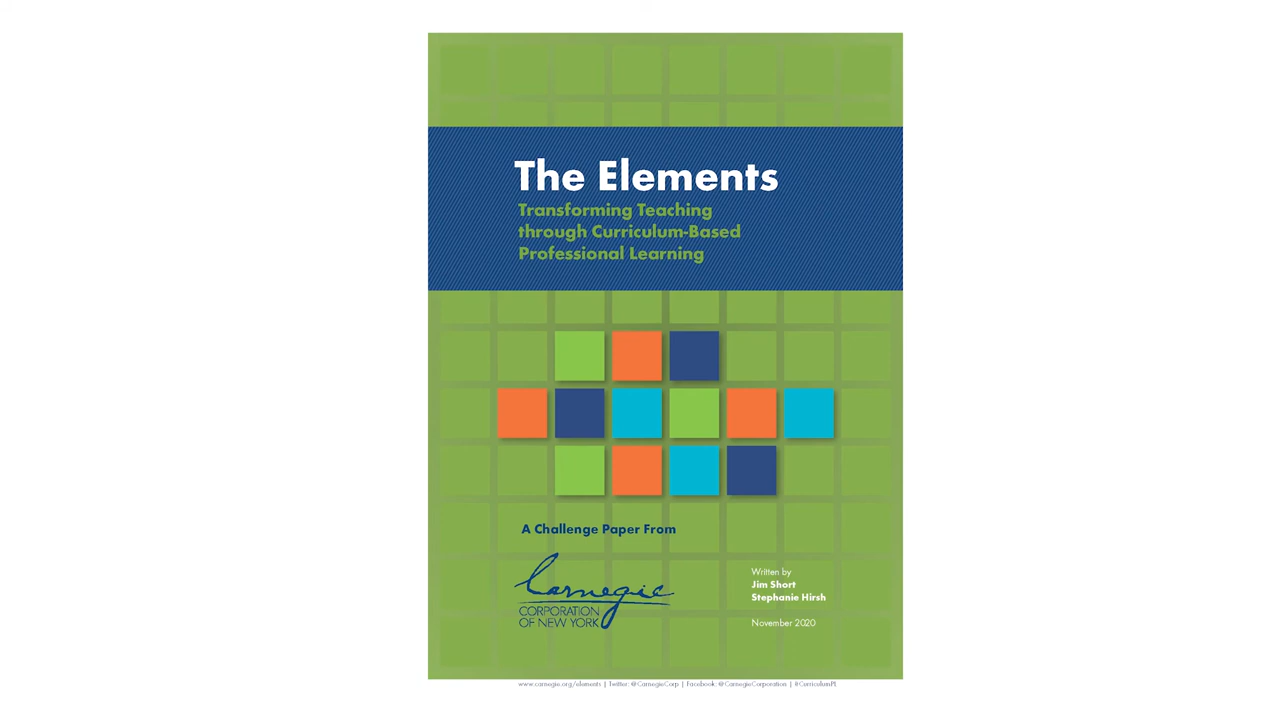 The Elements
Transforming Teaching
through Curriculum-Based
Professional Learning
A Challenge Paper From
Carnegie
CORPORATION
OF NEW YORK
Written by
Jim Short
Stephanie Hirsh
November 2020
www.carnegie.org/elements | Twitter: @CarnegieCorp | Facebook: @CarnegieCorporation | #CurriculumPL